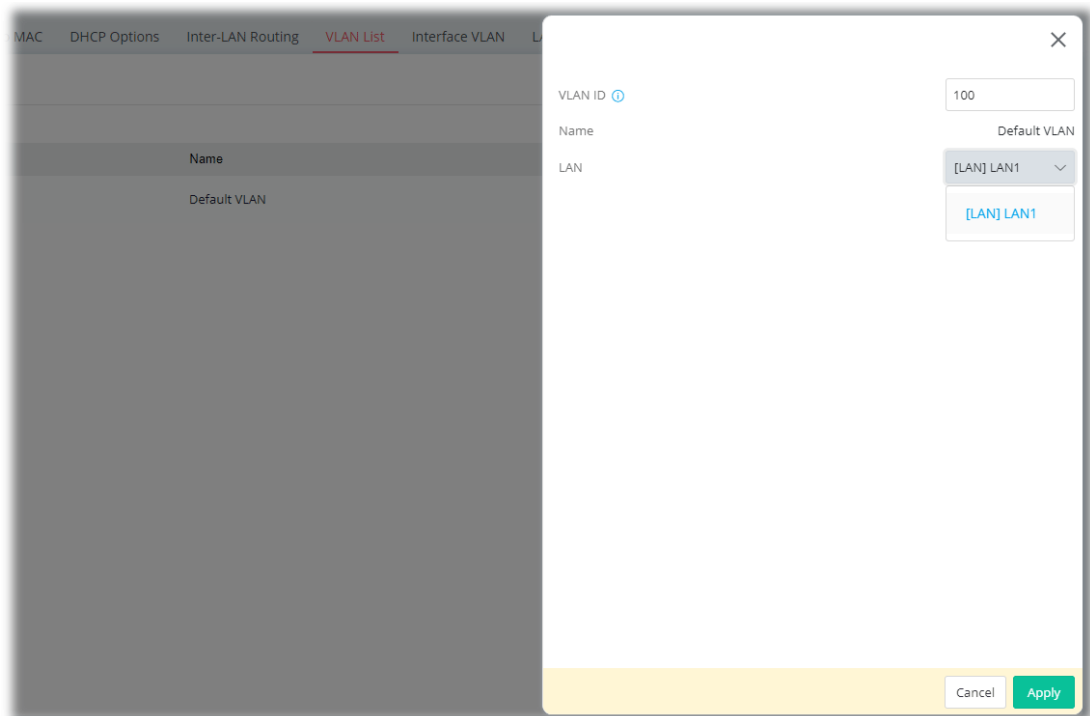 MAC DHCP Options Inter-LAN Routing VLAN List Interface VLAN
Name
Default VLAN
VLAN ID 100
Name Default VLAN
LAN [LAN] LAN1
[LAN] LAN1
Cancel Apply